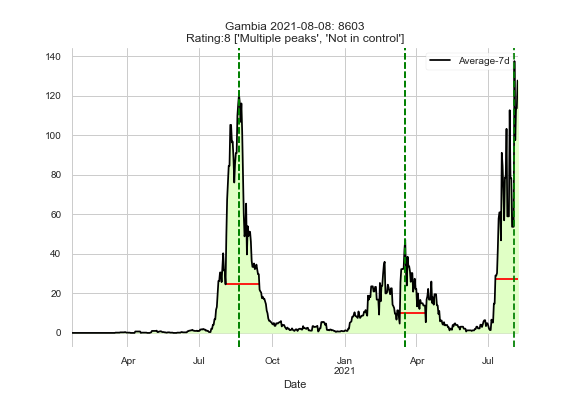 Gambia 2021-08-08: 8603
Rating:8 ['Multiple peaks', 'Not in control']
Average-7d
140
120
100
80
60
40
20
0
Apr
Jul
Oct
Jan
2021
Apr
Jul
Date